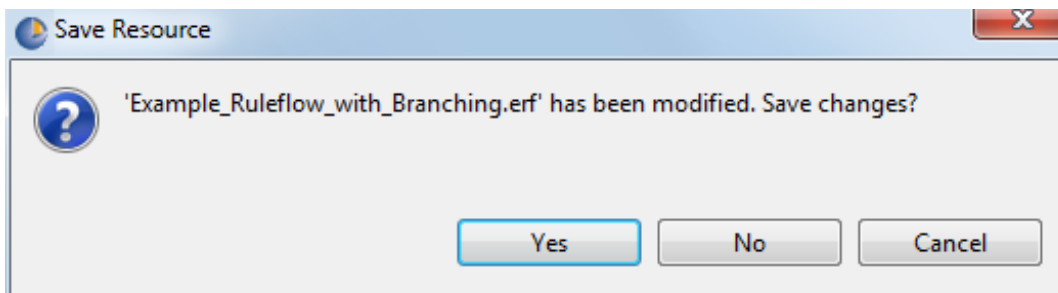 Save Resource
'Example_Ruleflow_with_Branching.erf' has been modified. Save changes?
Yes
No
Cancel